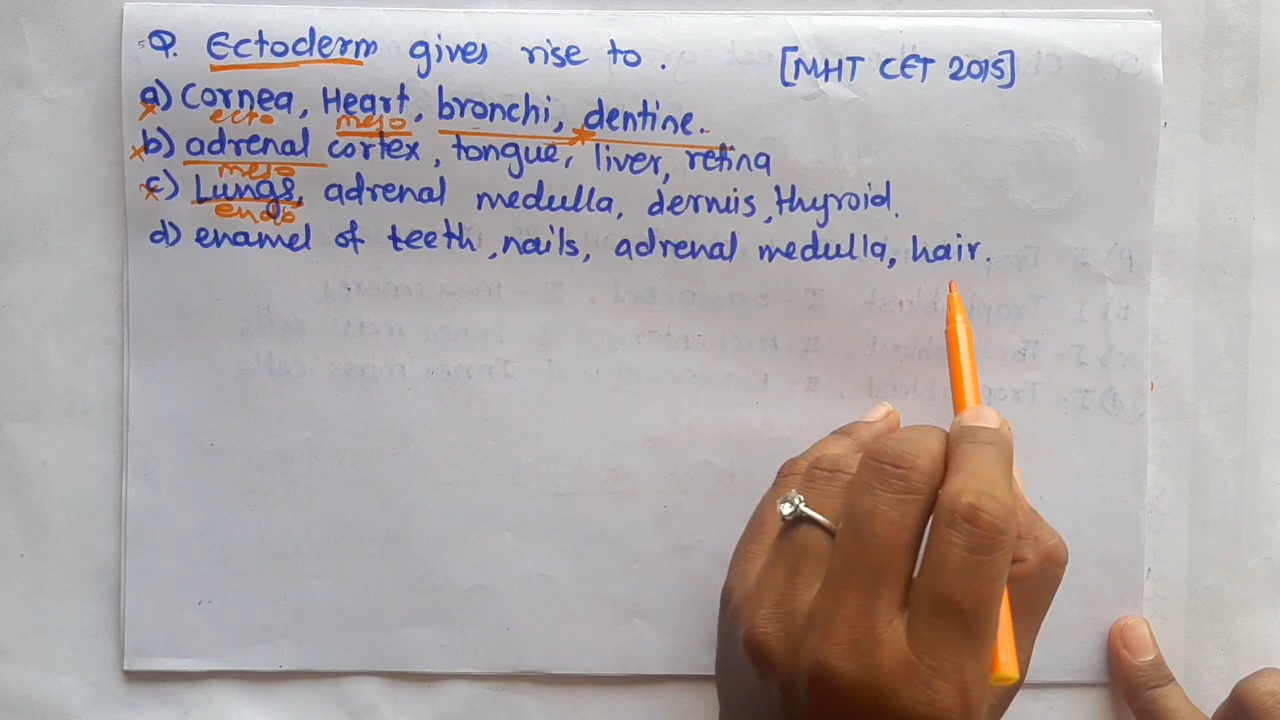 Q. Ectoderm gives rise to. [MHT CET 2015]
a) Cornea, Heart, bronchi, dentine.
ecto meso
b) adrenal cortex, tongue, liver, retina
meso
c) Lungs, adrenal medulla, dermis, thyroid.
endo
d) enamel of teeth, nails, adrenal medulla, hair.